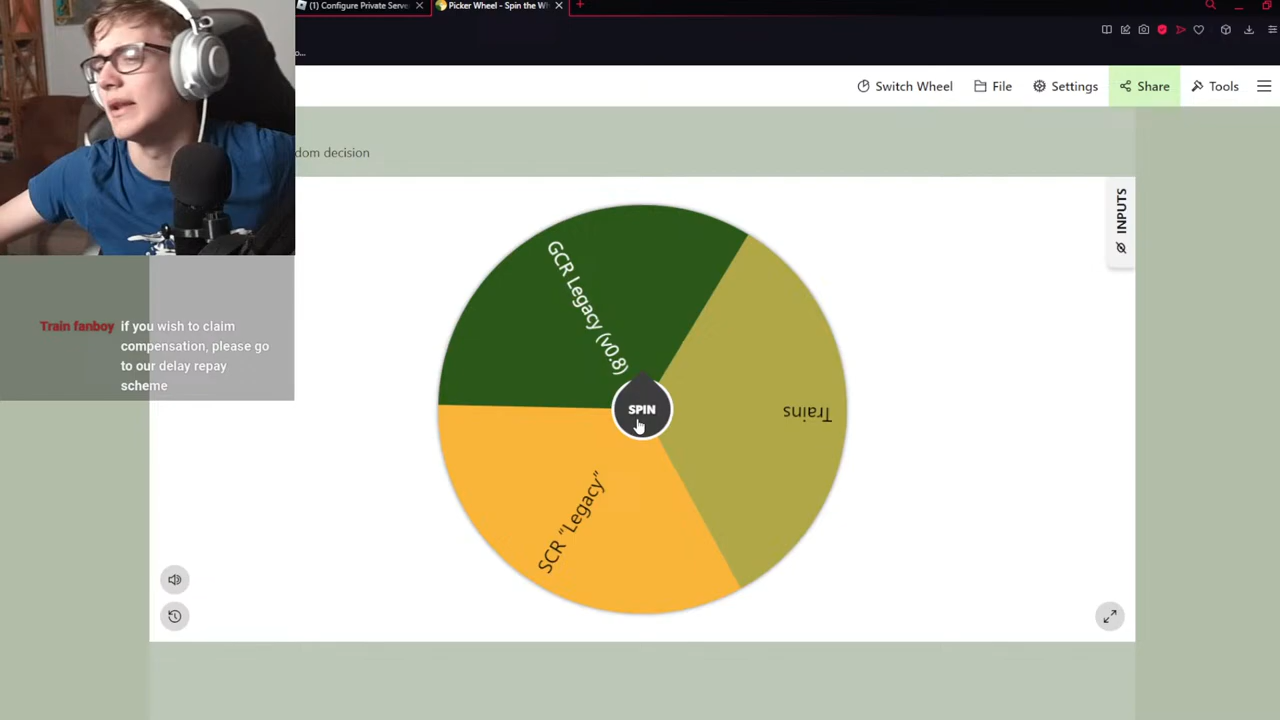 (1) Configure Private Serve
Picker Wheel - Spin the Wh
o...
Switch Wheel
File
Settings
Share
Tools
dom decision
INPUTS
GCR Legacy (v0.8)
Trains
SPIN
SCR "Legacy"
Train fanboy if you wish to claim
compensation, please go
to our delay repay
scheme